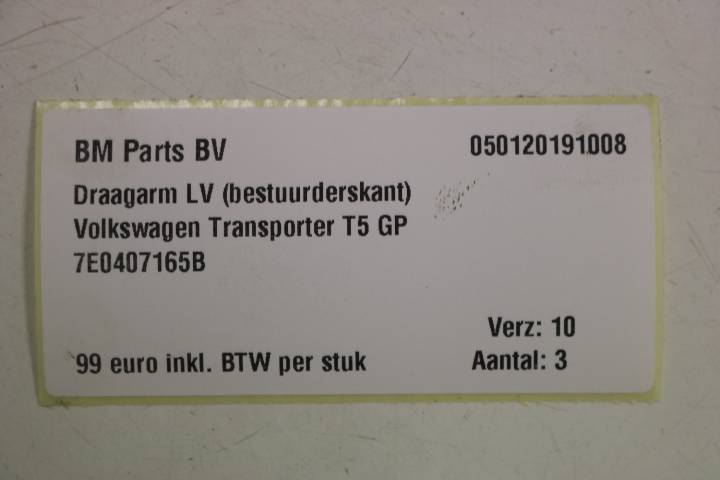 BM Parts BV 050120191008
Draagarm LV (bestuurderskant)
Volkswagen Transporter T5 GP
7E0407165B
Verz: 10
99 euro inkl. BTW per stuk Aantal: 3